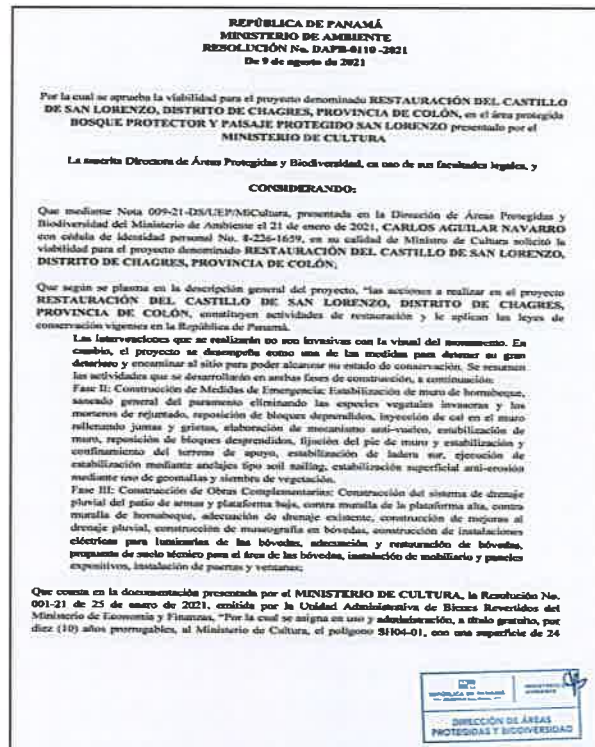 REPÚBLICA DE PANAMÁ
MINISTERIO DE AMBIENTE
RESOLUCIÓN No. DAPB-0110 -2021
De 9 de agosto de 2021
Por la cual se aprueba la viabilidad para el proyecto denominado RESTAURACIÓN DEL CASTILLO
DE SAN LORENZO, DISTRITO DE CHAGRES, PROVINCIA DE COLÓN, en el área protegida
BOSQUE PROTECTOR Y PAISAJE PROTEGIDO SAN LORENZO presentado por el
MINISTERIO DE CULTURA
La suscrita Directora de Áreas Protegidas y Biodiversidad, en uso de sus facultades legales, y
CONSIDERANDO:
Que mediante Nota 009-21-DS/UEP/MiCultura, presentada en la Dirección de Áreas Protegidas y
Biodiversidad del Ministerio de Ambiente el 21 de enero de 2021, CARLOS AGUILAR NAVARRO
con cédula de identidad personal No. 8-226-1659, en su calidad de Ministro de Cultura solicitó la
viabilidad para el proyecto denominado RESTAURACIÓN DEL CASTILLO DE SAN LORENZO,
DISTRITO DE CHAGRES, PROVINCIA DE COLÓN;
Que según se plasma en la descripción general del proyecto, "las acciones a realizar en el proyecto
RESTAURACIÓN DEL CASTILLO DE SAN LORENZO, DISTRITO DE CHAGRES,
PROVINCIA DE COLÓN, constituyen actividades de restauración y le aplican las leyes de
conservación vigentes en la República de Panamá.
Las intervenciones que se realizarán no son invasivas con la visual del monumento. En
cambio, el proyecto se desempeña como una de las medidas para detener su gran
deterioro y encaminar al sitio para poder alcanzar su estado de conservación. Se resumen
las actividades que se desarrollarán en ambas fases de construcción, a continuación:
Fase II: Construcción de Medidas de Emergencia: Estabilización de muro de hornabeque,
saneado general del paramento eliminando las especies vegetales invasoras y los
morteros de rejuntado, reposición de bloques desprendidos, inyección de cal en el muro
rellenando juntas y grietas, elaboración de mecanismo anti-vuelco, estabilización de
muro, reposición de bloques desprendidos, fijación del pie de muro y estabilización y
confinamiento del terreno de apoyo, estabilización de ladera sur, ejecución de
estabilización mediante anclajes tipo soil nailing, estabilización superficial anti-erosión
mediante uso de geomallas y siembra de vegetación.
Fase III: Construcción de Obras Complementarias: Construcción del sistema de drenaje
pluvial del patio de armas y plataforma baja, contra muralla de la plataforma alta, contra
muralla de hornabeque, adecuación de drenaje existente, construcción de mejoras al
drenaje pluvial, construcción de museografía en bóvedas, construcción de instalaciones
eléctricas para luminarias de las bóvedas, adecuación y restauración de bóvedas,
propuesta de suelo técnico para el área de las bóvedas, instalación de mobiliario y paneles
expositivos, instalación de puertas y ventanas;
Que consta en la documentación presentada por el MINISTERIO DE CULTURA, la Resolución No.
001-21 de 25 de enero de 2021, emitida por la Unidad Administrativa de Bienes Revertidos del
Ministerio de Economía y Finanzas, "Por la cual se asigna en uso y administración, a título gratuito, por
diez (10) años prorrogables, al Ministerio de Cultura, el polígono SH04-01, con una superficie de 24
REPÚBLICA DE PANAMÁ
MINISTERIO DE
AMBIENTE
DIRECCIÓN DE ÁREAS
PROTEGIDAS Y BIODIVERSIDAD